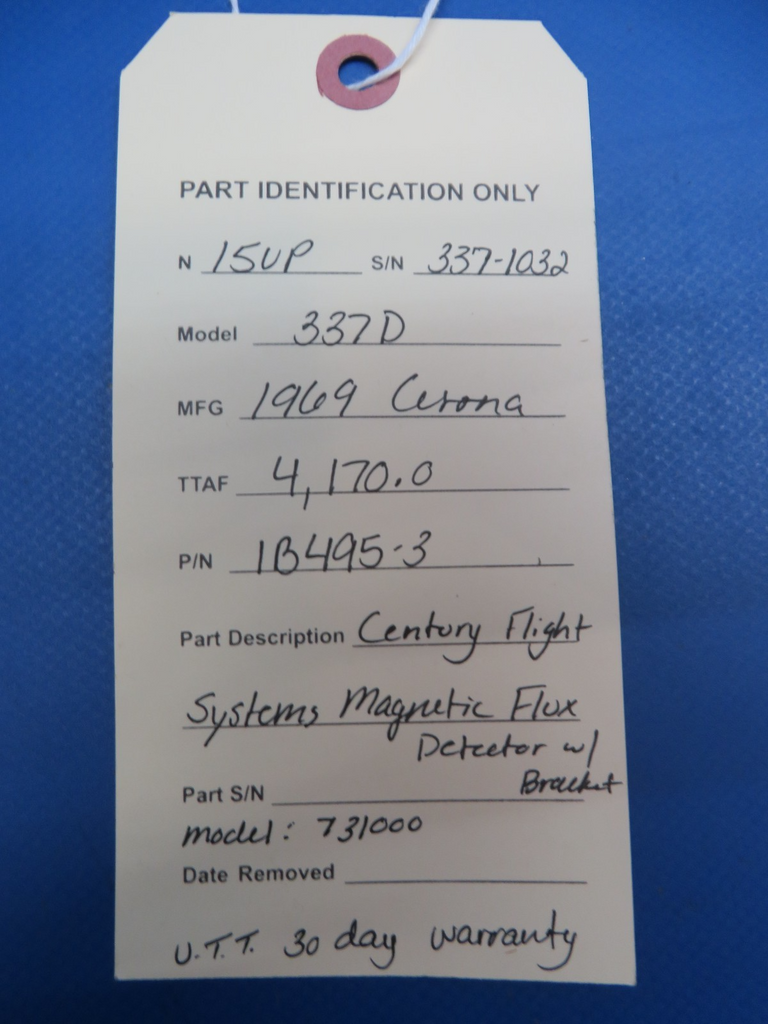 PART IDENTIFICATION ONLY
N 15UP S/N 337-1032
Model 337D
MFG 1969 Cessna
TTAF 4,170.0
P/N 1B495-3
Part Description Century Flight
Systems Magnetic Flux
Detector w/
Bracket
Part S/N
model: 731000
Date Removed
U.T.T. 30 day warranty